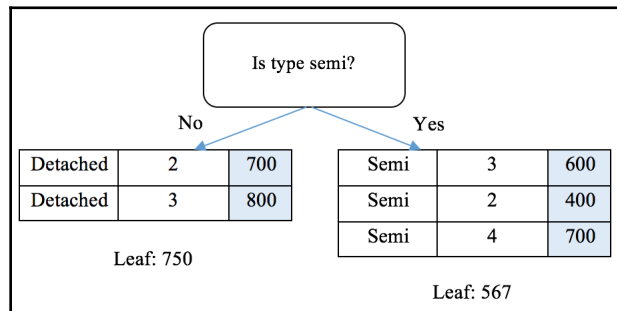 Is type semi?
No
Yes
Detached 2 700
Detached 3 800
Leaf: 750
Semi 3 600
Semi 2 400
Semi 4 700
Leaf: 567